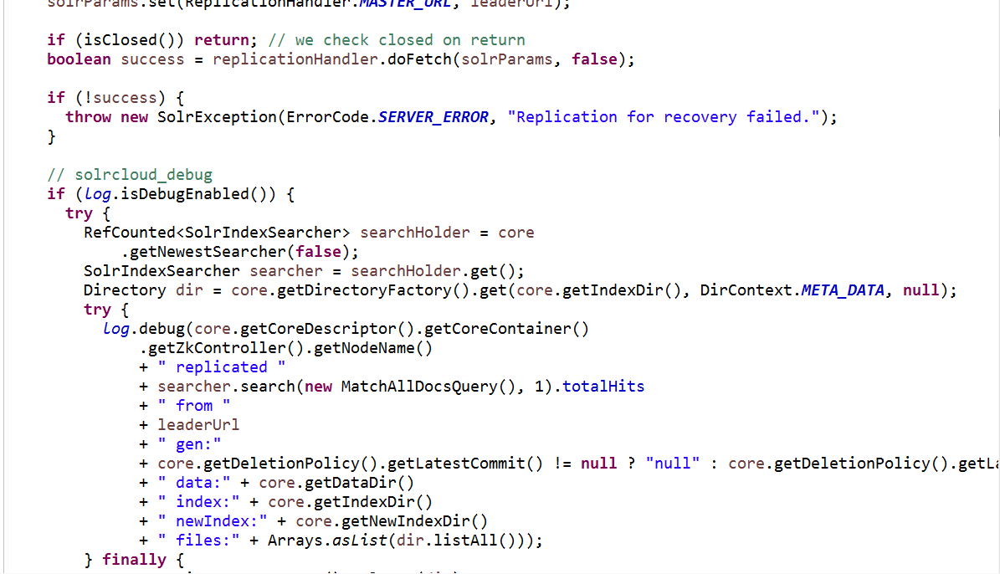 solrParams.set(ReplicationHandler.MASTER_URL, leaderUrl);
if (isClosed()) return; // we check closed on return
boolean success = replicationHandler.doFetch(solrParams, false);
if (!success) {
throw new SolrException(ErrorCode.SERVER_ERROR, "Replication for recovery failed.");
}
// solrcloud_debug
if (log.isDebugEnabled()) {
try {
RefCounted<SolrIndexSearcher> searchHolder = core
.getNewestSearcher(false);
SolrIndexSearcher searcher = searchHolder.get();
Directory dir = core.getDirectoryFactory().get(core.getIndexDir(), DirContext.META_DATA, null);
try {
log.debug(core.getCoreDescriptor().getCoreContainer()
.getZkController().getNodeName()
+ " replicated "
+ searcher.search(new MatchAllDocsQuery(), 1).totalHits
+ " from "
+ leaderUrl
+ " gen:"
+ core.getDeletionPolicy().getLatestCommit() != null ? "null" : core.getDeletionPolicy().getLa
+ " data:" + core.getDataDir()
+ " index:" + core.getIndexDir()
+ " newIndex:" + core.getNewIndexDir()
+ " files:" + Arrays.asList(dir.listAll()));
} finally {